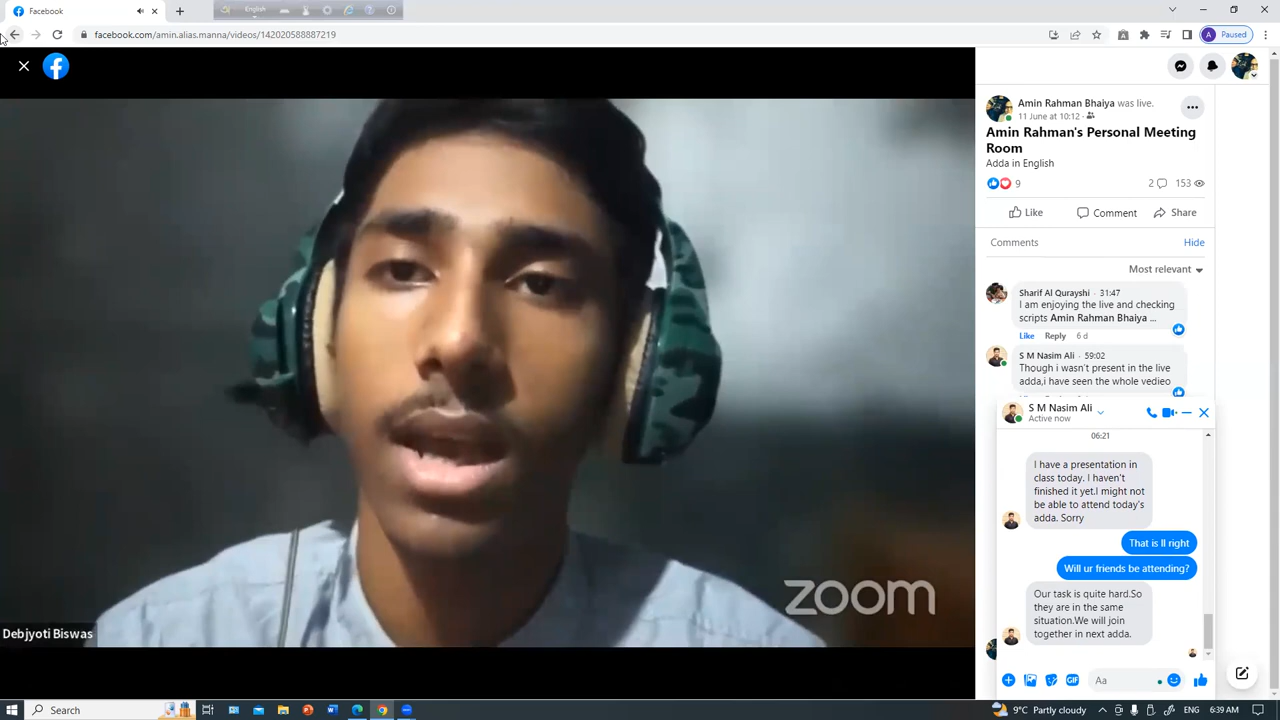 Facebook
English
facebook.com/amin.alias.manna/videos/142020588887219
A Paused
Amin Rahman Bhaiya was live.
11 June at 10:12
Amin Rahman's Personal Meeting
Room
Adda in English
9
2
153
Like
Comment
Share
Comments
Hide
Most relevant
Sharif Al Qurayshi · 31:47
I am enjoying the live and checking
scripts Amin Rahman Bhaiya ...
Like Reply 6 d
S M Nasim Ali · 59:02
Though i wasn't present in the live
adda,i have seen the whole vedieo
S M Nasim Ali
Active now
06:21
I have a presentation in
class today. I haven't
finished it yet.I might not
be able to attend today's
adda. Sorry
That is ll right
Will ur friends be attending?
Our task is quite hard.So
they are in the same
situation.We will join
together in next adda.
GIF
Aa
zoom
Debjyoti Biswas
Search
9°C Partly cloudy
ENG
6:39 AM